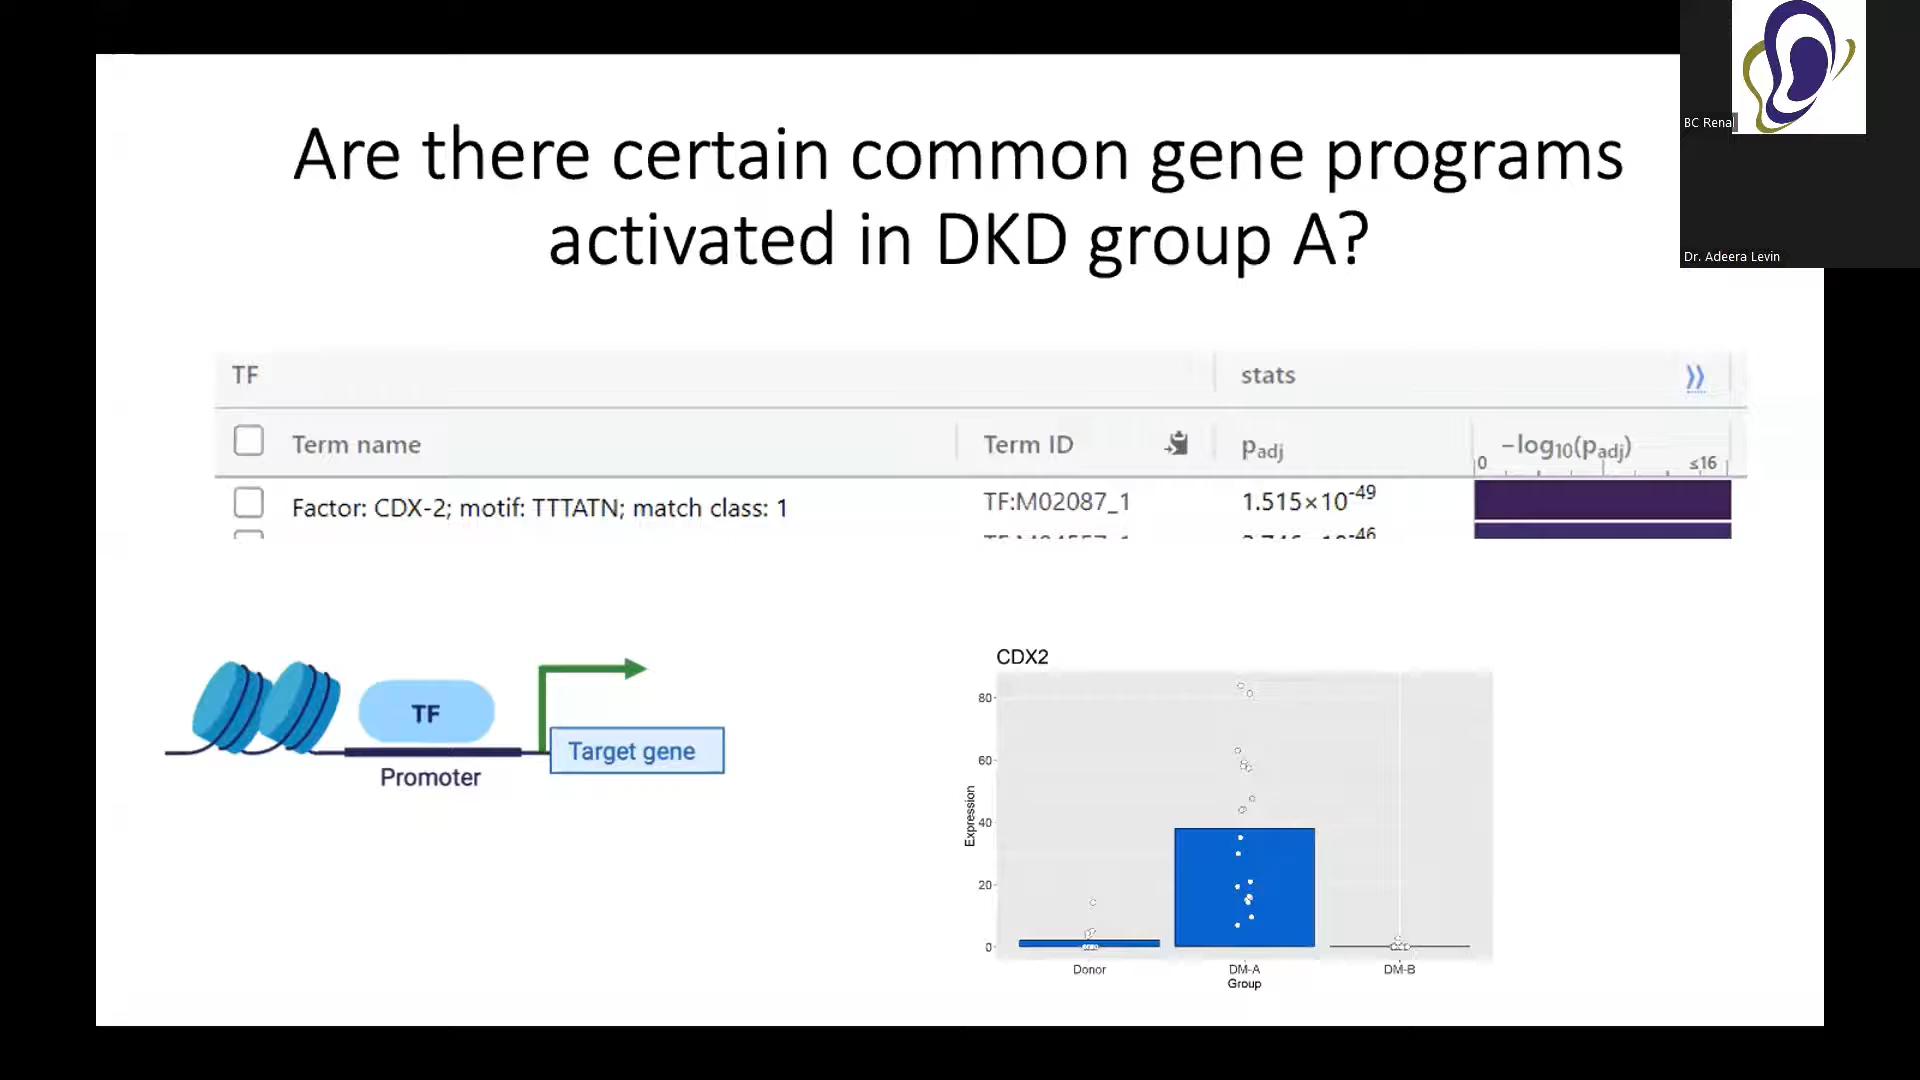 Are there certain common gene programs
activated in DKD group A?
BC Renal
Dr. Adeera Levin
TF
stats
Term name
Term ID
padj
−log10(padj)
0
≤16
Factor: CDX-2; motif: TTTATN; match class: 1
TF:M02087_1
1.515×10-49
TF
Promoter
Target gene
CDX2
Expression
80
60
40
20
0
Donor
DM-A
DM-B
Group